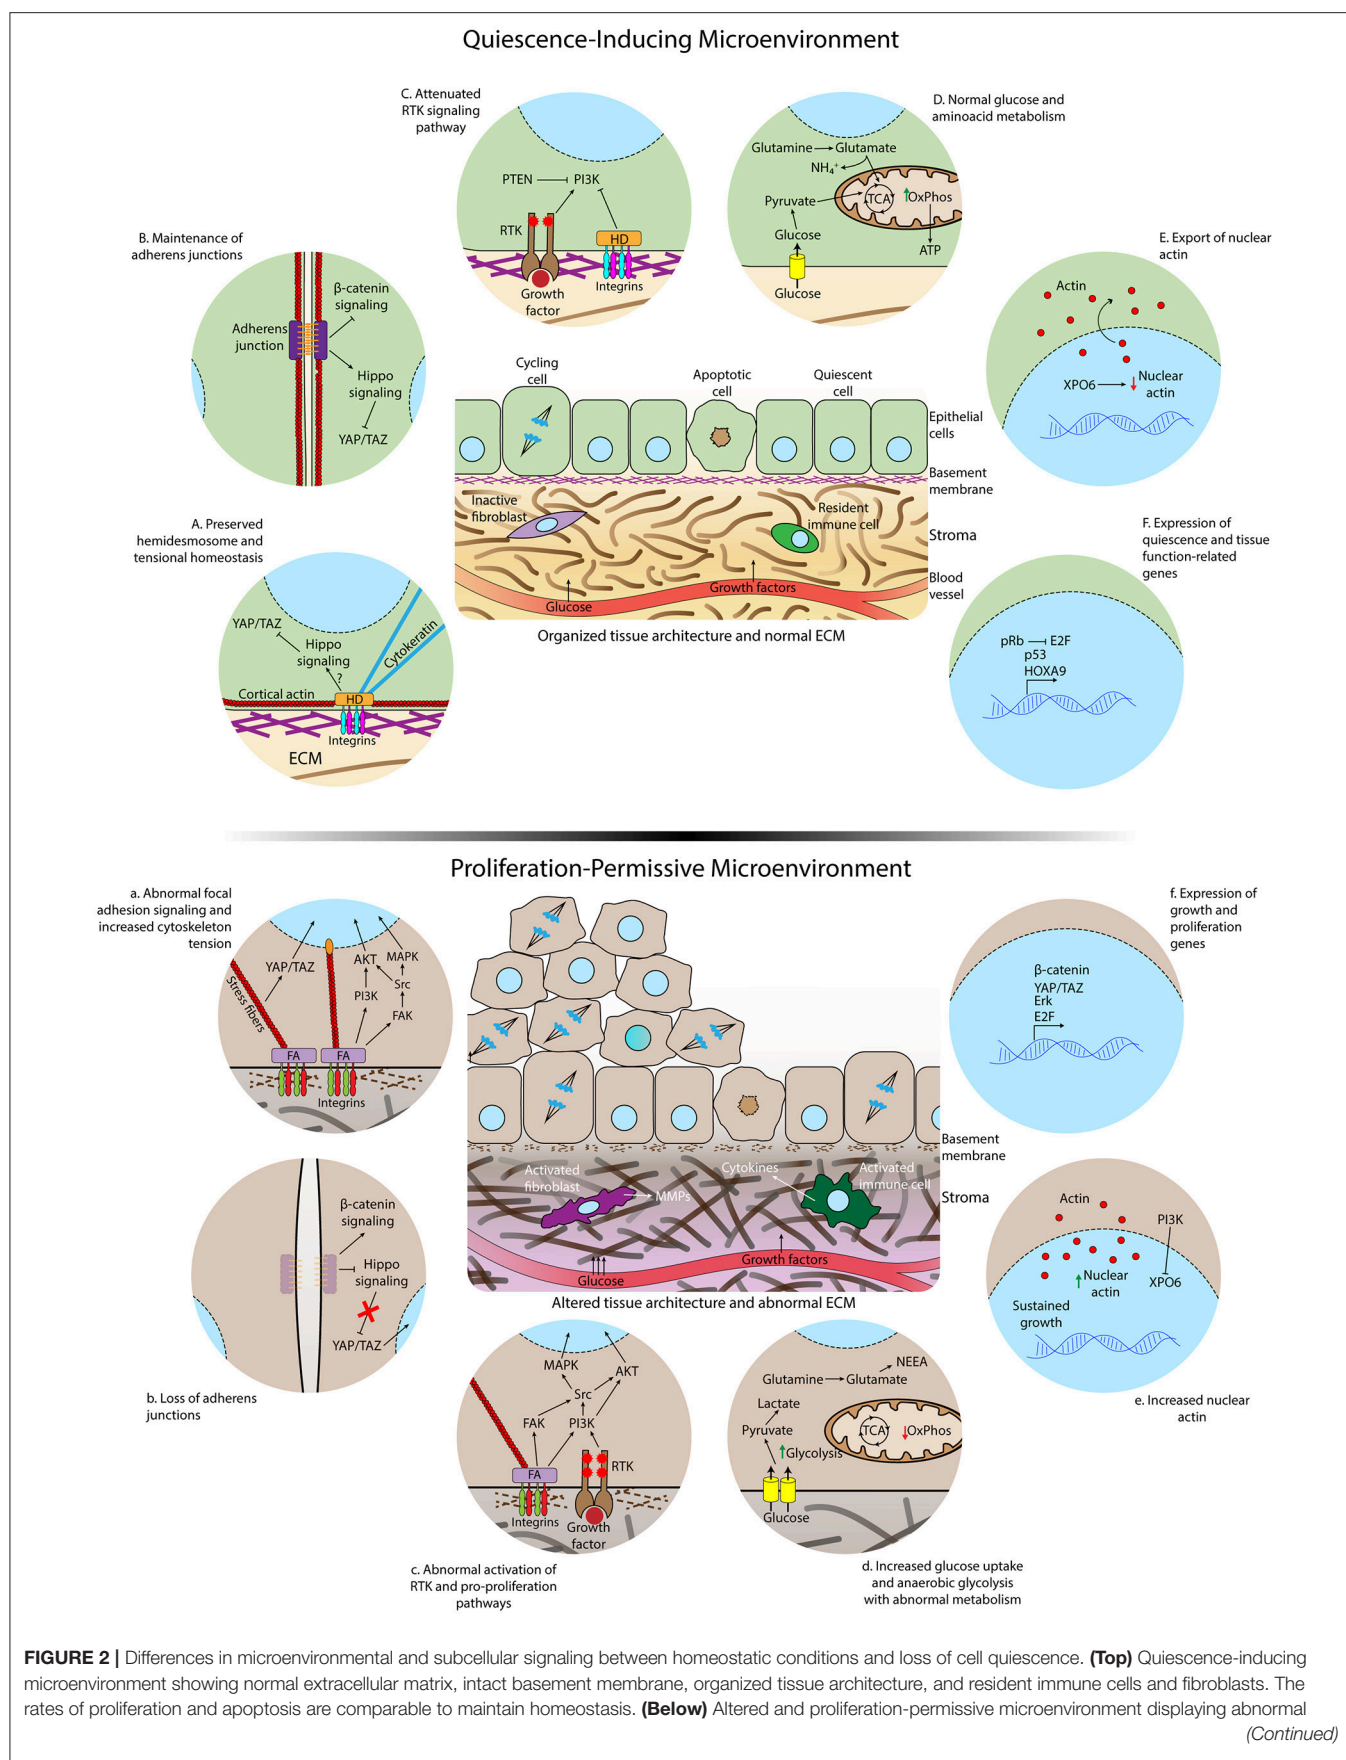 Quiescence-Inducing Microenvironment
C. Attenuated
RTK signaling
pathway
PTEN
PI3K
RTK
HD
Growth
factor
Integrins
D. Normal glucose and
aminoacid metabolism
Glutamine
Glutamate
NH₄⁺
Pyruvate
TCA
OxPhos
Glucose
ATP
Glucose
B. Maintenance of
adherens junctions
β-catenin
signaling
Adherens
junction
Hippo
signaling
YAP/TAZ
E. Export of nuclear
actin
Actin
XPO6
Nuclear
actin
Cycling
cell
Apoptotic
cell
Quiescent
cell
Epithelial
cells
Basement
membrane
Inactive
fibroblast
Resident
immune cell
Stroma
Blood
vessel
Glucose
Growth factors
Organized tissue architecture and normal ECM
A. Preserved
hemidesmosome and
tensional homeostasis
YAP/TAZ
Hippo
signaling
?
Cytokeratin
Cortical actin
HD
Integrins
ECM
F. Expression of
quiescence and tissue
function-related
genes
pRb
E2F
p53
HOXA9
Proliferation-Permissive Microenvironment
a. Abnormal focal
adhesion signaling and
increased cytoskeleton
tension
YAP/TAZ
AKT
MAPK
Src
PI3K
FAK
Stress fibers
FA
FA
Integrins
f. Expression of
growth and
proliferation
genes
β-catenin
YAP/TAZ
Erk
E2F
Basement
membrane
Activated
fibroblast
MMPs
Cytokines
Activated
immune cell
Stroma
Glucose
Growth factors
Altered tissue architecture and abnormal ECM
β-catenin
signaling
Hippo
signaling
YAP/TAZ
b. Loss of adherens
junctions
Actin
PI3K
Nuclear
actin
XPO6
Sustained
growth
e. Increased nuclear
actin
MAPK
AKT
Src
FAK
PI3K
FA
RTK
Integrins
Growth
factor
c. Abnormal activation of
RTK and pro-proliferation
pathways
NEEA
Glutamine
Glutamate
Lactate
Pyruvate
Glycolysis
TCA
OxPhos
Glucose
d. Increased glucose uptake
and anaerobic glycolysis
with abnormal metabolism
FIGURE 2 | Differences in microenvironmental and subcellular signaling between homeostatic conditions and loss of cell quiescence. (Top) Quiescence-inducing
microenvironment showing normal extracellular matrix, intact basement membrane, organized tissue architecture, and resident immune cells and fibroblasts. The
rates of proliferation and apoptosis are comparable to maintain homeostasis. (Below) Altered and proliferation-permissive microenvironment displaying abnormal
(Continued)